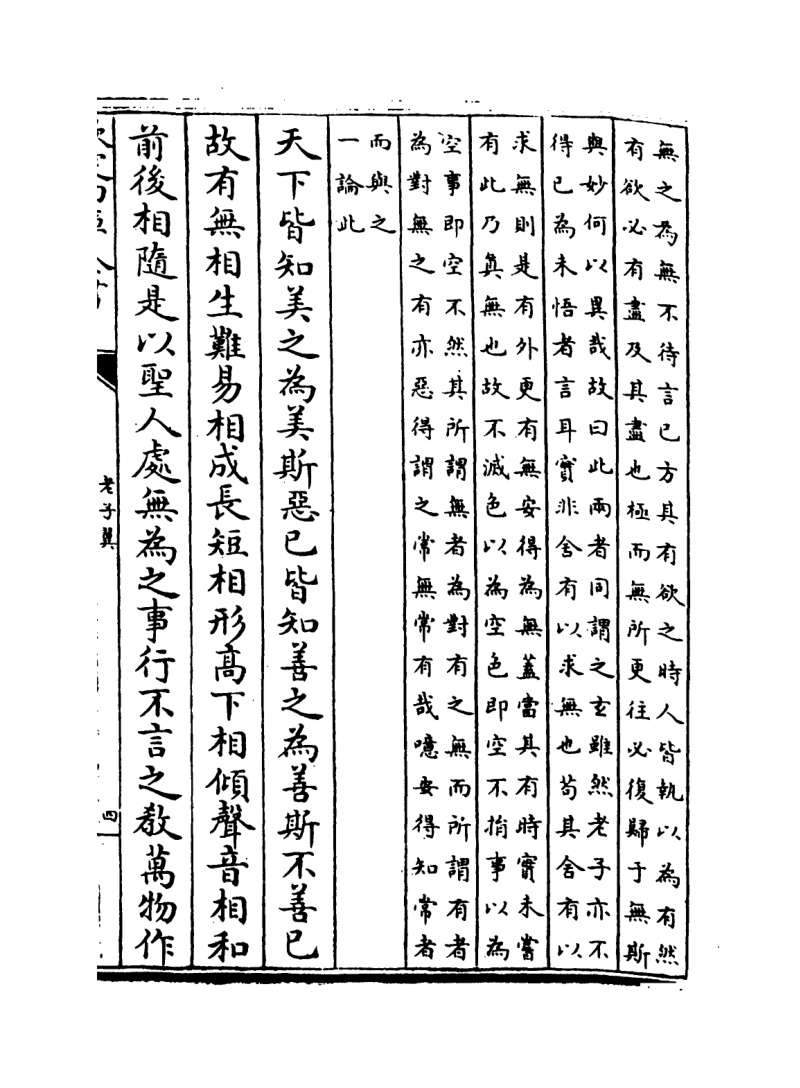 無之為無不待言已方其有欲之時人皆執以為有然
有欲必有盡及其盡也極而無所更往必復歸于無斯
與妙何以異哉故曰此兩者同謂之玄雖然老子亦不
得已為未悟者言耳實非舍有以求無也苟其舍有以
求無則是有外更有無安得為無蓋當其有時實未嘗
有此乃真無也故不滅色以為空色即空不指事以為
空事即空不然其所謂無者為對有之無而所謂有者
為對無之有亦惡得謂之常無常有哉噫安得知常者
而與之
一論此
天下皆知美之為美斯惡已皆知善之為善斯不善已
故有無相生難易相成長短相形高下相傾聲音相和
前後相隨是以聖人處無為之事行不言之教萬物作
老子翼
四